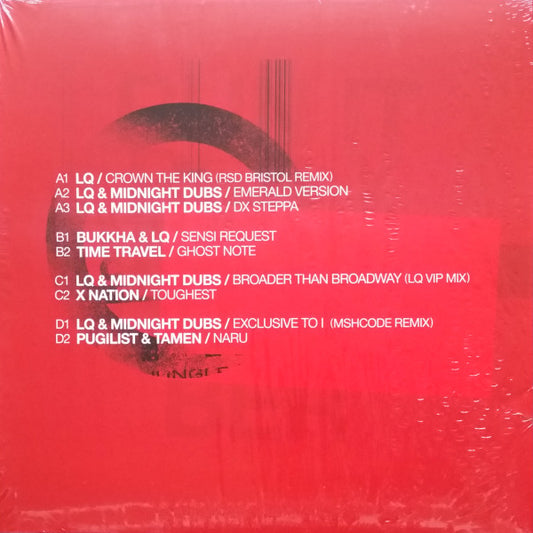 A1 LQ / CROWN THE KING (RSD BRISTOL REMIX)
A2 LQ & MIDNIGHT DUBS / EMERALD VERSION
A3 LQ & MIDNIGHT DUBS / DX STEPPA
B1 BUKKHA & LQ / SENSI REQUEST
B2 TIME TRAVEL / GHOST NOTE
C1 LQ & MIDNIGHT DUBS / BROADER THAN BROADWAY (LQ VIP MIX)
C2 X NATION / TOUGHEST
D1 LQ & MIDNIGHT DUBS / EXCLUSIVE TO I (MSHCODE REMIX)
D2 PUGILIST & TAMEN / NARU
JUNGLE